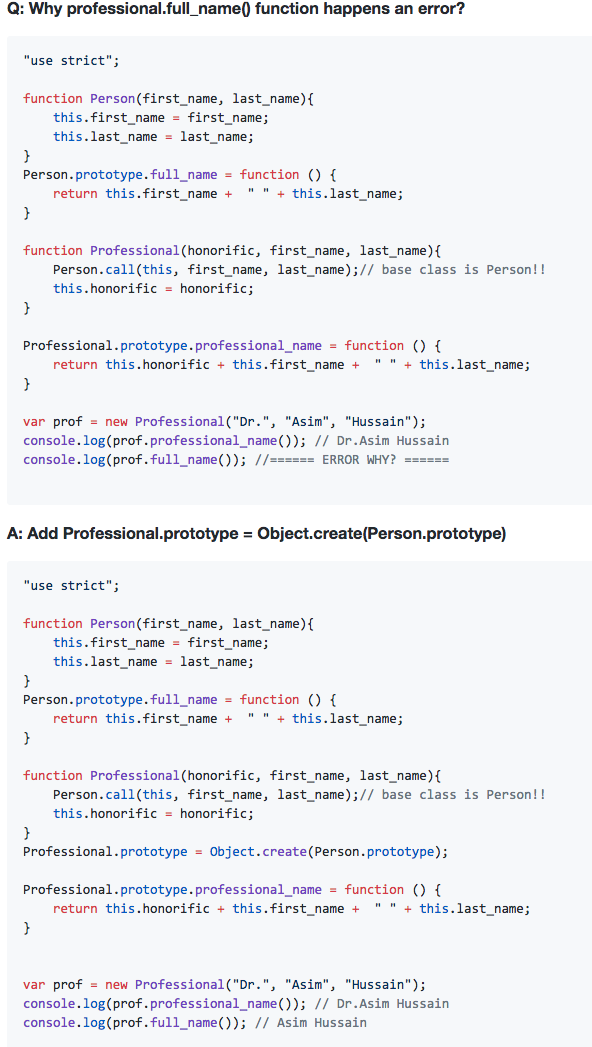 Q: Why professional.full_name() function happens an error?
"use strict";
function Person(first_name, last_name){
    this.first_name = first_name;
    this.last_name = last_name;
}
Person.prototype.full_name = function () {
    return this.first_name +  " " + this.last_name;
}
function Professional(honorific, first_name, last_name){
    Person.call(this, first_name, last_name);// base class is Person!!
    this.honorific = honorific;
}
Professional.prototype.professional_name = function () {
    return this.honorific + this.first_name +  " " + this.last_name;
}
var prof = new Professional("Dr.", "Asim", "Hussain");
console.log(prof.professional_name()); // Dr.Asim Hussain
console.log(prof.full_name()); //====== ERROR WHY? ======
A: Add Professional.prototype = Object.create(Person.prototype)
"use strict";
function Person(first_name, last_name){
    this.first_name = first_name;
    this.last_name = last_name;
}
Person.prototype.full_name = function () {
    return this.first_name +  " " + this.last_name;
}
function Professional(honorific, first_name, last_name){
    Person.call(this, first_name, last_name);// base class is Person!!
    this.honorific = honorific;
}
Professional.prototype = Object.create(Person.prototype);
Professional.prototype.professional_name = function () {
    return this.honorific + this.first_name +  " " + this.last_name;
}
var prof = new Professional("Dr.", "Asim", "Hussain");
console.log(prof.professional_name()); // Dr.Asim Hussain
console.log(prof.full_name()); // Asim Hussain